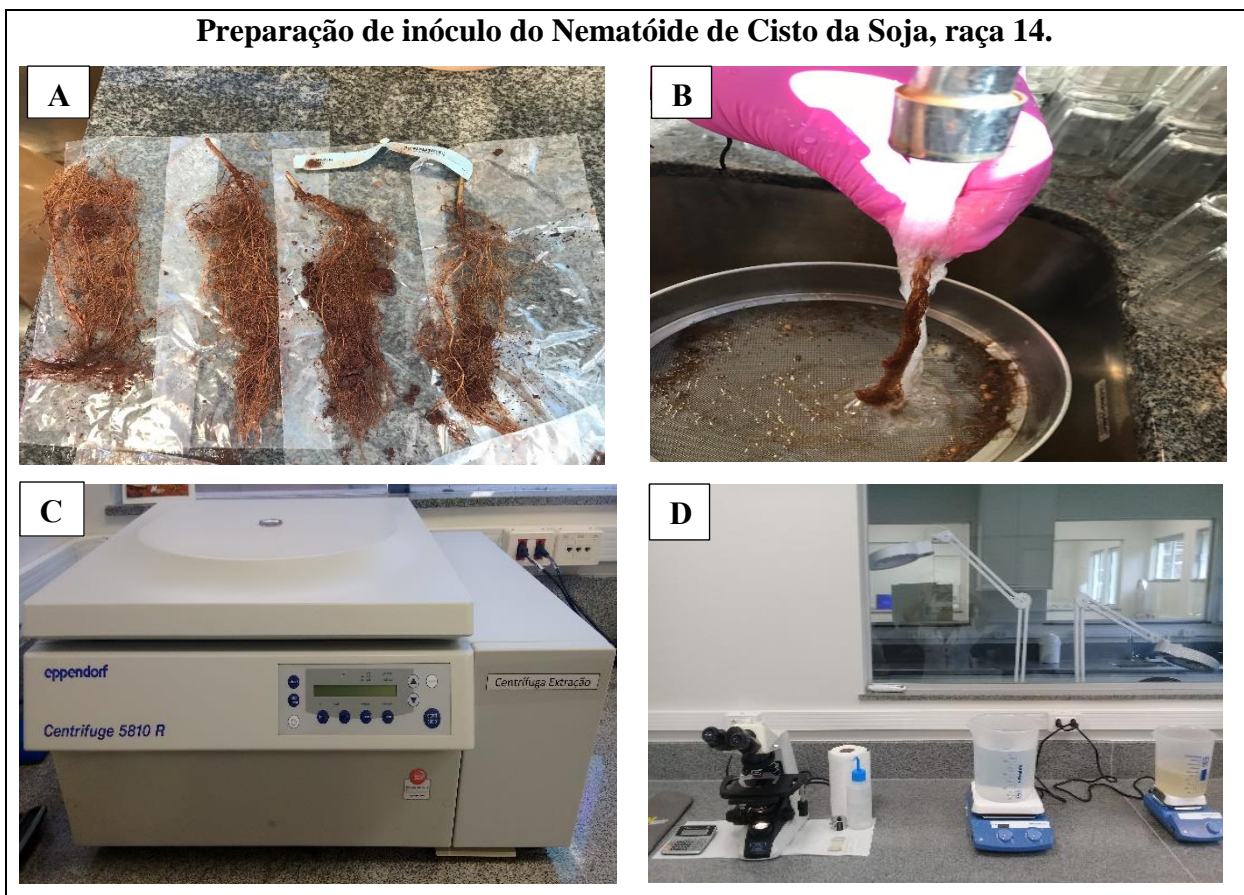 Preparação de inóculo do Nematóide de Cisto da Soja, raça 14.
A
B
C
eppendorf
Centrifuge 5810 R
Centrífuga Extração
D